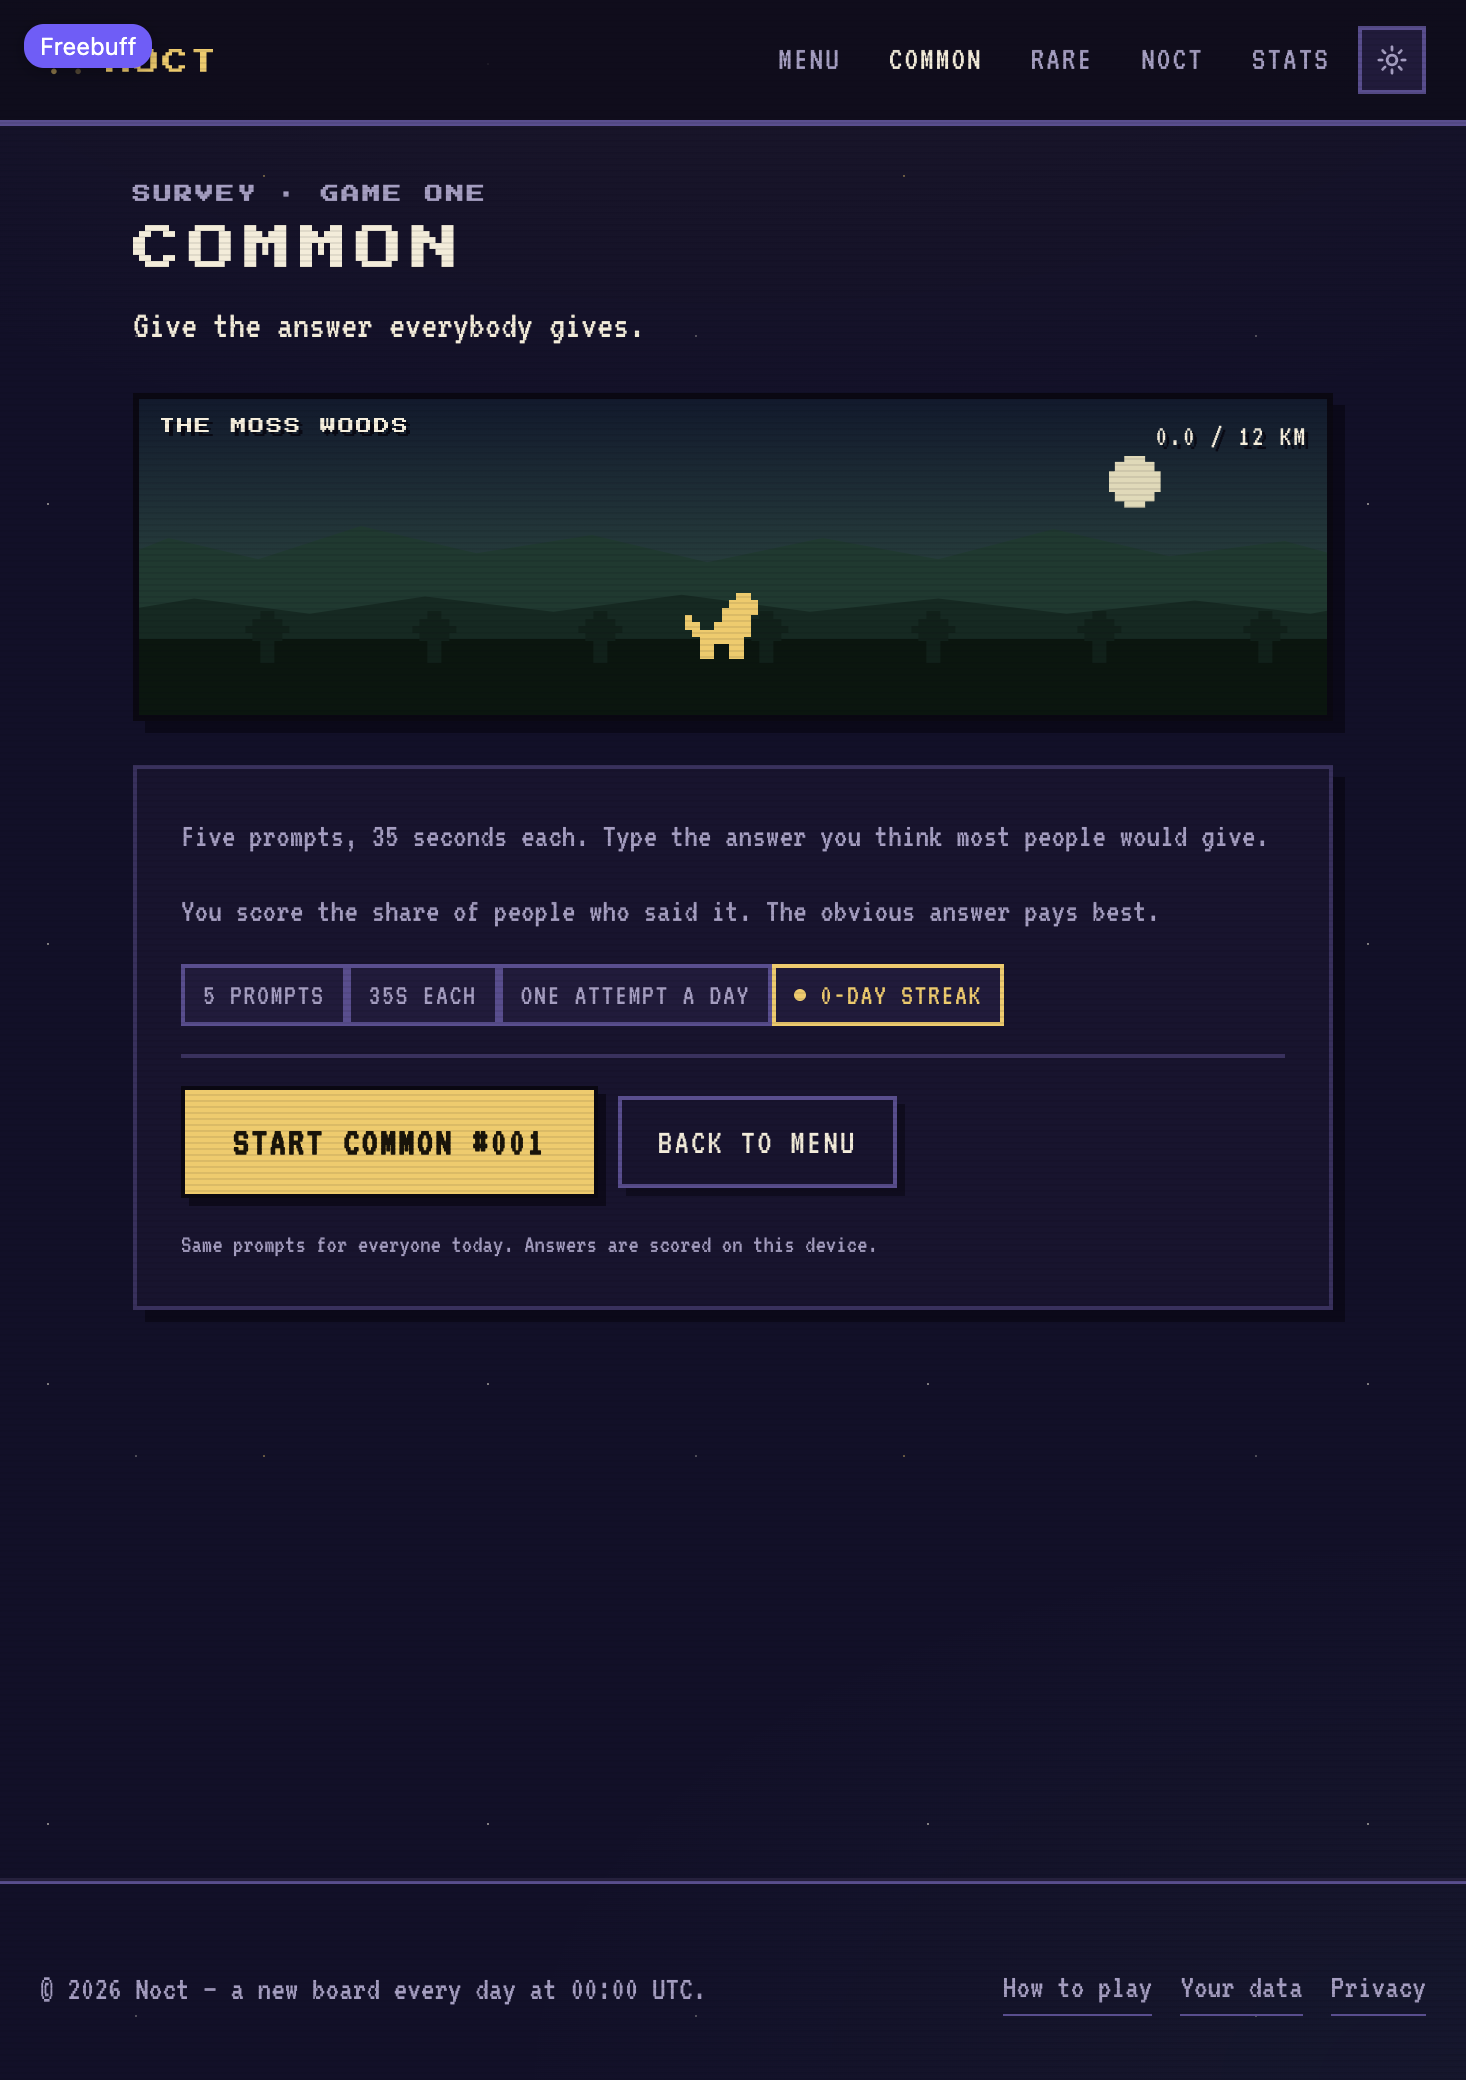 Freebuff
MENU COMMON RARE NOCT STATS
SURVEY · GAME ONE
COMMON
Give the answer everybody gives.
THE MOSS WOODS
0.0 / 12 KM
Five prompts, 35 seconds each. Type the answer you think most people would give.
You score the share of people who said it. The obvious answer pays best.
5 PROMPTS 35S EACH ONE ATTEMPT A DAY 0-DAY STREAK
START COMMON #001 BACK TO MENU
Same prompts for everyone today. Answers are scored on this device.
© 2026 Noct — a new board every day at 00:00 UTC. How to play Your data Privacy